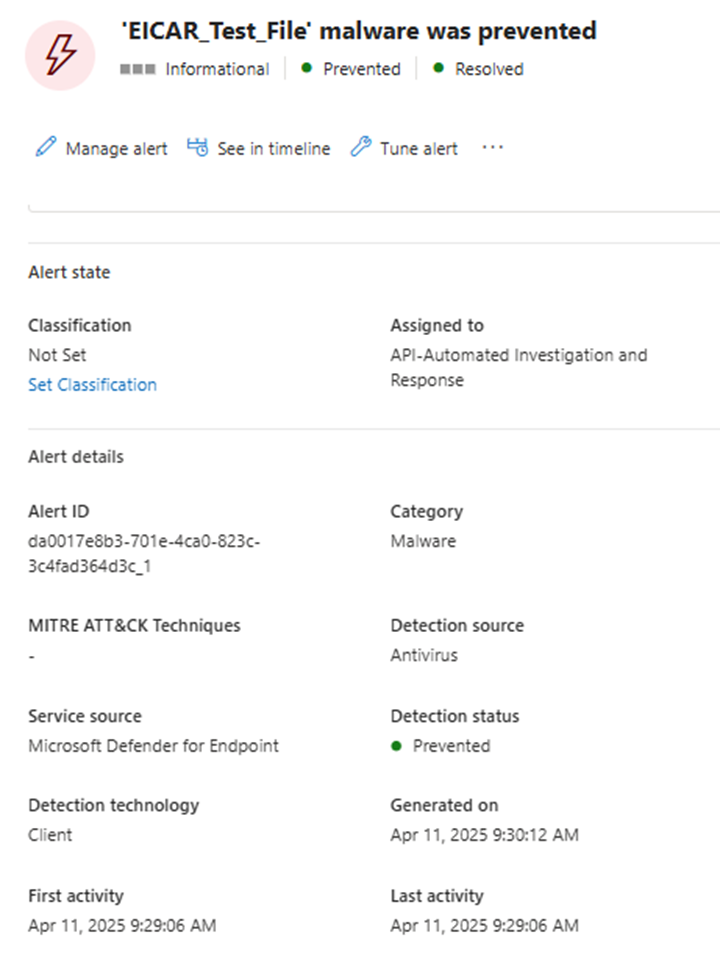 'EICAR_Test_File' malware was prevented
Informational Prevented Resolved
Manage alert See in timeline Tune alert ...
Alert state
Classification Assigned to
Not Set API-Automated Investigation and
Set Classification Response
Alert details
Alert ID Category
da0017e8b3-701e-4ca0-823c- Malware
3c4fad364d3c_1
MITRE ATT&CK Techniques Detection source
- Antivirus
Service source Detection status
Microsoft Defender for Endpoint Prevented
Detection technology Generated on
Client Apr 11, 2025 9:30:12 AM
First activity Last activity
Apr 11, 2025 9:29:06 AM Apr 11, 2025 9:29:06 AM